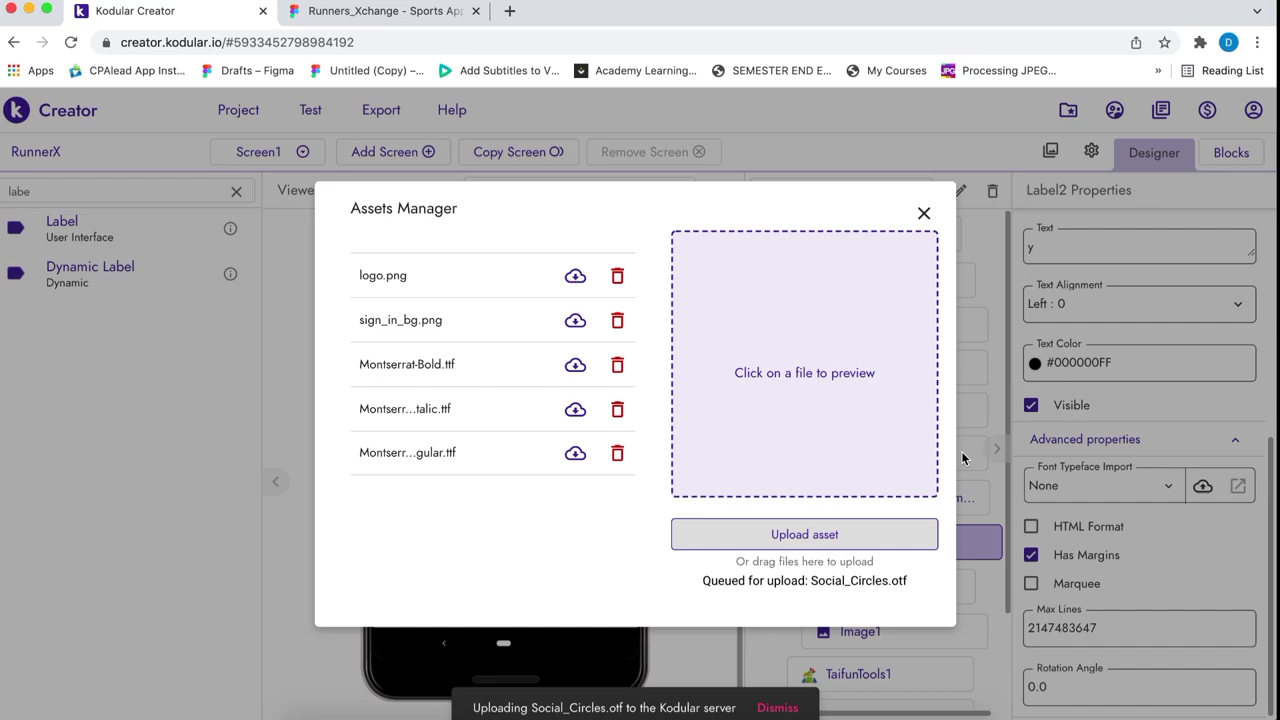 Kodular Creator
Runners_Xchange - Sports App
creator.kodular.io/#5933452798984192
D
Apps
CPAlead App Inst...
Drafts – Figma
Untitled (Copy) –...
Add Subtitles to V...
Academy Learning...
SEMESTER END E...
My Courses
JPG
Processing JPEG...
»
Reading List
k
Creator
Project
Test
Export
Help
RunnerX
Screen1
Add Screen
Copy Screen
Remove Screen
Designer
Blocks
labe
Viewe
Label2 Properties
Label
User Interface
Dynamic Label
Dynamic
Assets Manager
logo.png
sign_in_bg.png
Montserrat-Bold.ttf
Montserr...talic.ttf
Montserr...gular.ttf
Click on a file to preview
Upload asset
Or drag files here to upload
Queued for upload: Social_Circles.otf
m...
Image1
TaifunTools1
Text
y
Text Alignment
Left : 0
Text Color
#000000FF
Visible
Advanced properties
Font Typeface Import
None
HTML Format
Has Margins
Marquee
Max Lines
2147483647
Rotation Angle
0.0
Uploading Social_Circles.otf to the Kodular server
Dismiss